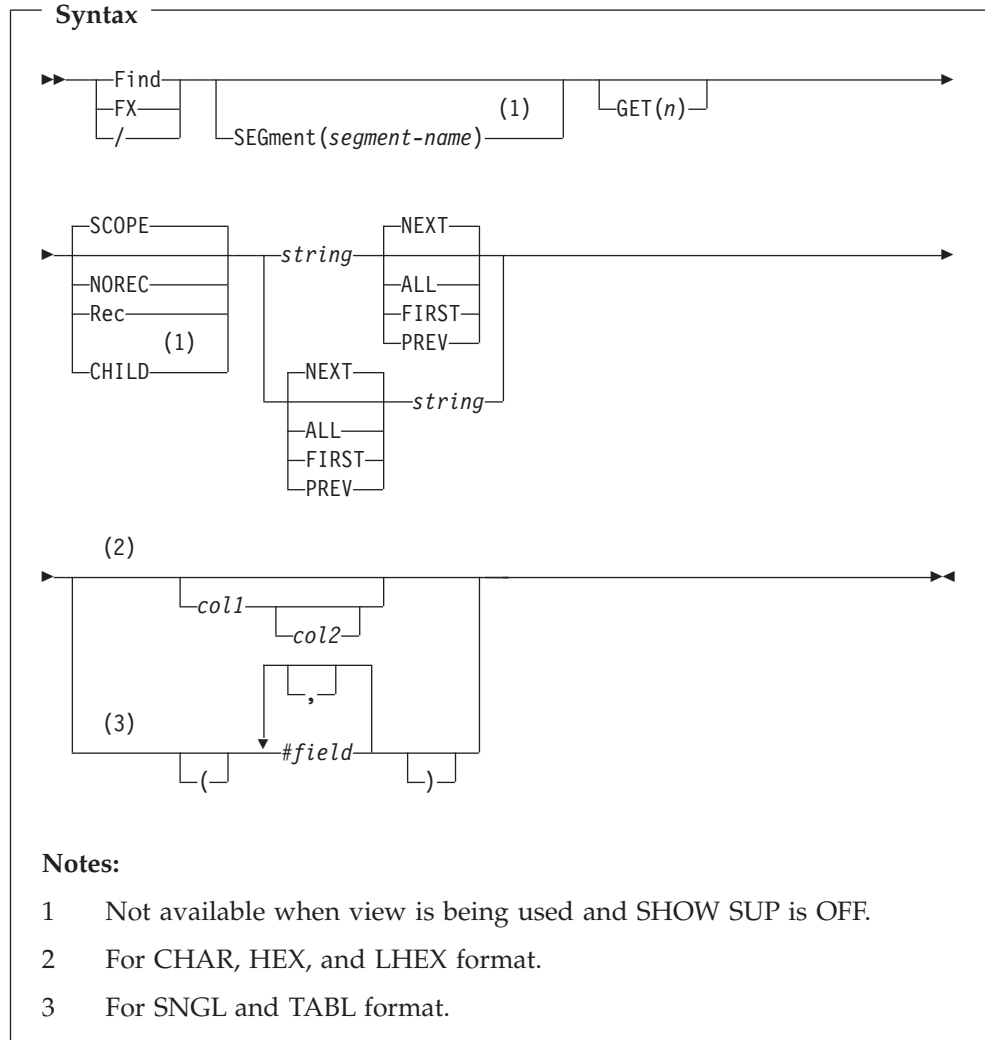 Syntax
►►
Find
FX
/
(1)
SEGment(segment-name)
GET(n)
►
►
SCOPE
NOREC
Rec
(1)
CHILD
string
NEXT
ALL
FIRST
PREV
NEXT
string
ALL
FIRST
PREV
►
►
(2)
col1
col2
►◄
,
(3)
(
#field
)
Notes:
1 Not available when view is being used and SHOW SUP is OFF.
2 For CHAR, HEX, and LHEX format.
3 For SNGL and TABL format.